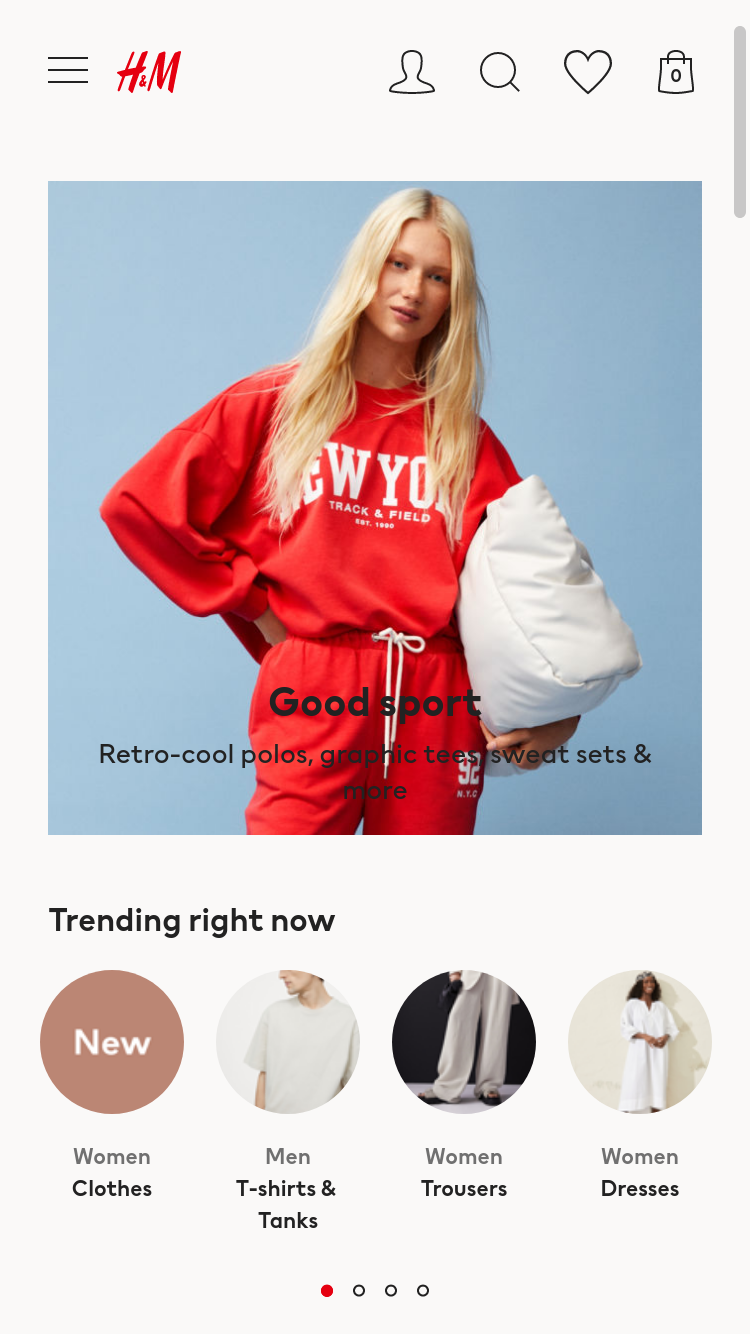 H&M
0
NEW YO
TRACK & FIELD
EST. 1990
Good sport
Retro-cool polos, graphic tees, sweat sets &
more
92
N.Y.C
Trending right now
New
Women
Clothes
Men
T-shirts &
Tanks
Women
Trousers
Women
Dresses